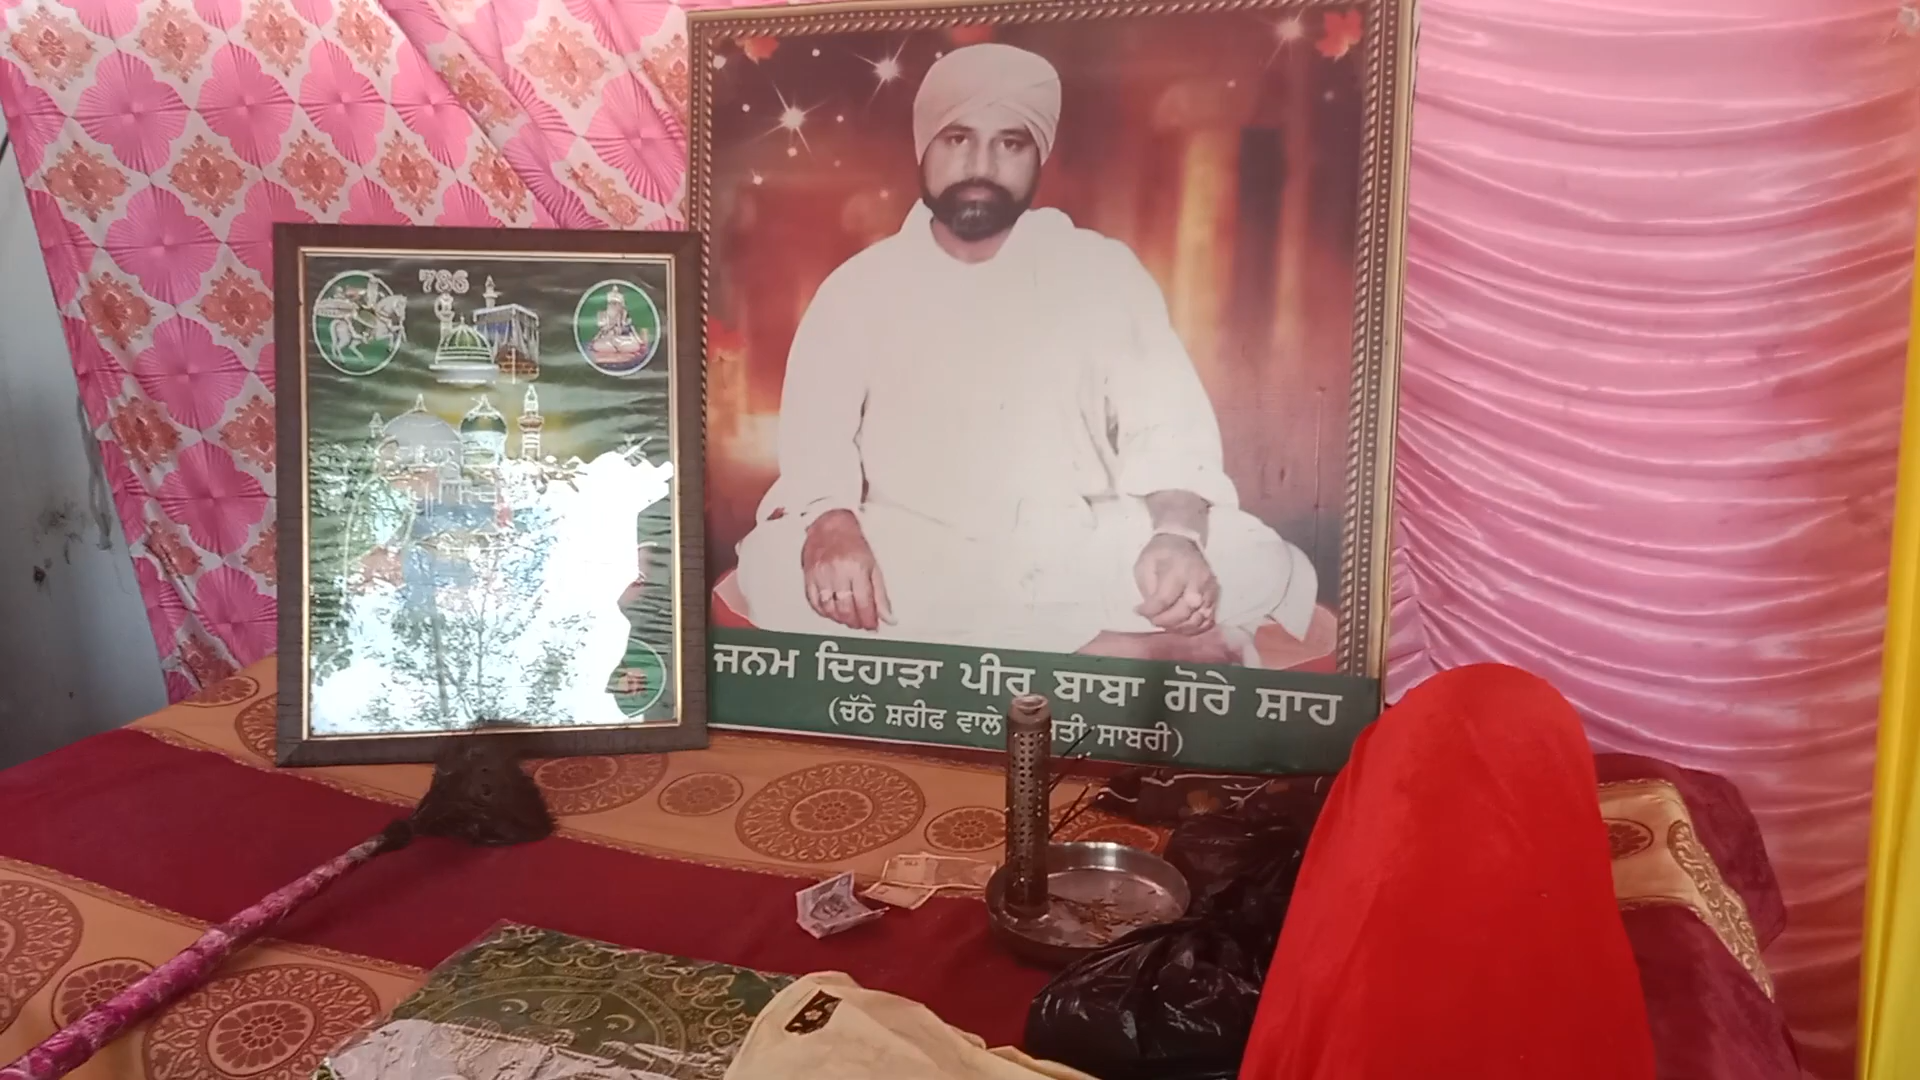 786
ਜਨਮ ਦਿਹਾੜਾ ਪੀਰ ਬਾਬਾ ਗੋਰੇ ਸ਼ਾਹ
(ਚੱਠੇ ਸ਼ਰੀਫ ਵਾਲੇ ਸਾਬਰੀ)